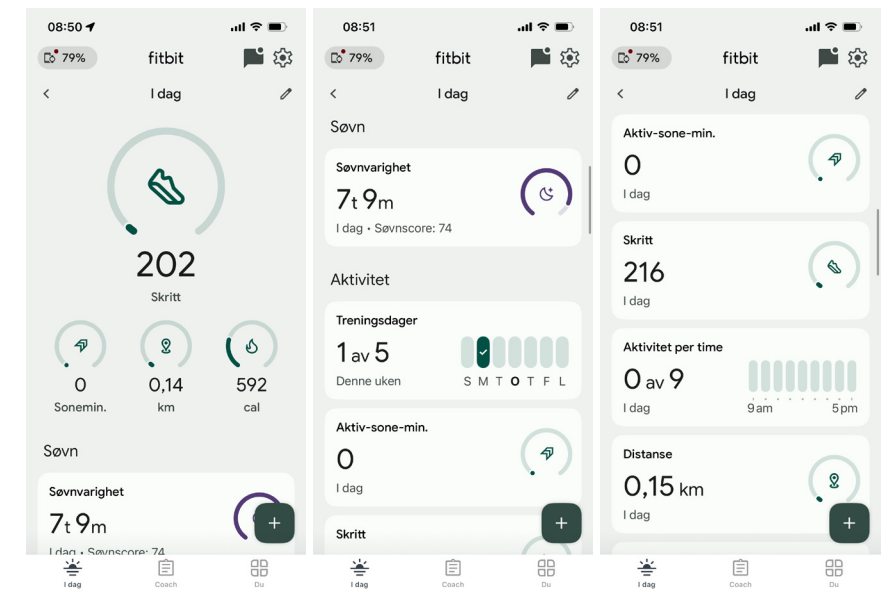 08:50
79%
fitbit
I dag
202
Skritt
0
0,14
592
Sonemin.
km
cal
Søvn
Søvnvarighet
7t 9m
I dag • Søvnscore: 74
I dag
Coach
Du
08:51
79%
fitbit
I dag
Søvn
Søvnvarighet
7t 9m
I dag • Søvnscore: 74
Aktivitet
Treningsdager
1 av 5
Denne uken
S M T O T F L
Aktiv-sone-min.
0
I dag
Skritt
I dag
Coach
Du
08:51
79%
fitbit
I dag
Aktiv-sone-min.
0
I dag
Skritt
216
I dag
Aktivitet per time
0 av 9
I dag
9 am
5 pm
Distanse
0,15 km
I dag
I dag
Coach
Du